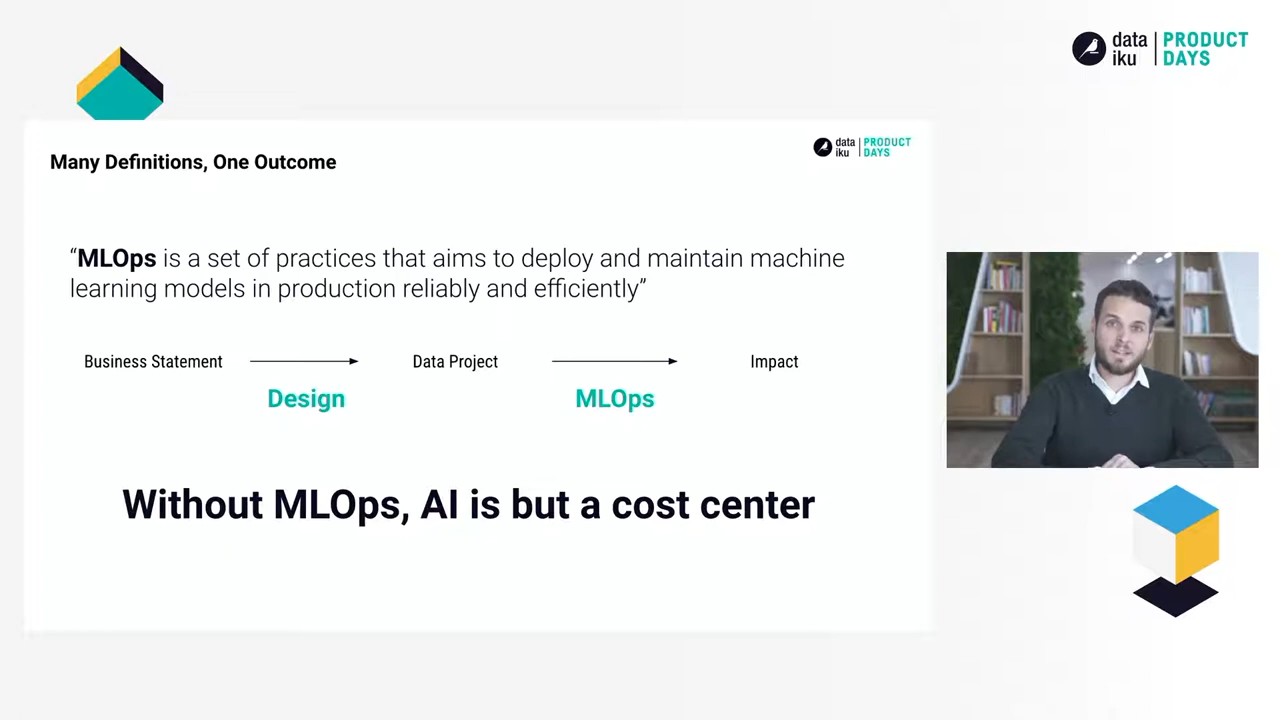 data
iku
PRODUCT
DAYS
Many Definitions, One Outcome
data
iku
PRODUCT
DAYS
“MLOps is a set of practices that aims to deploy and maintain machine
learning models in production reliably and efficiently”
Business Statement
Data Project
Impact
Design
MLOps
Without MLOps, AI is but a cost center